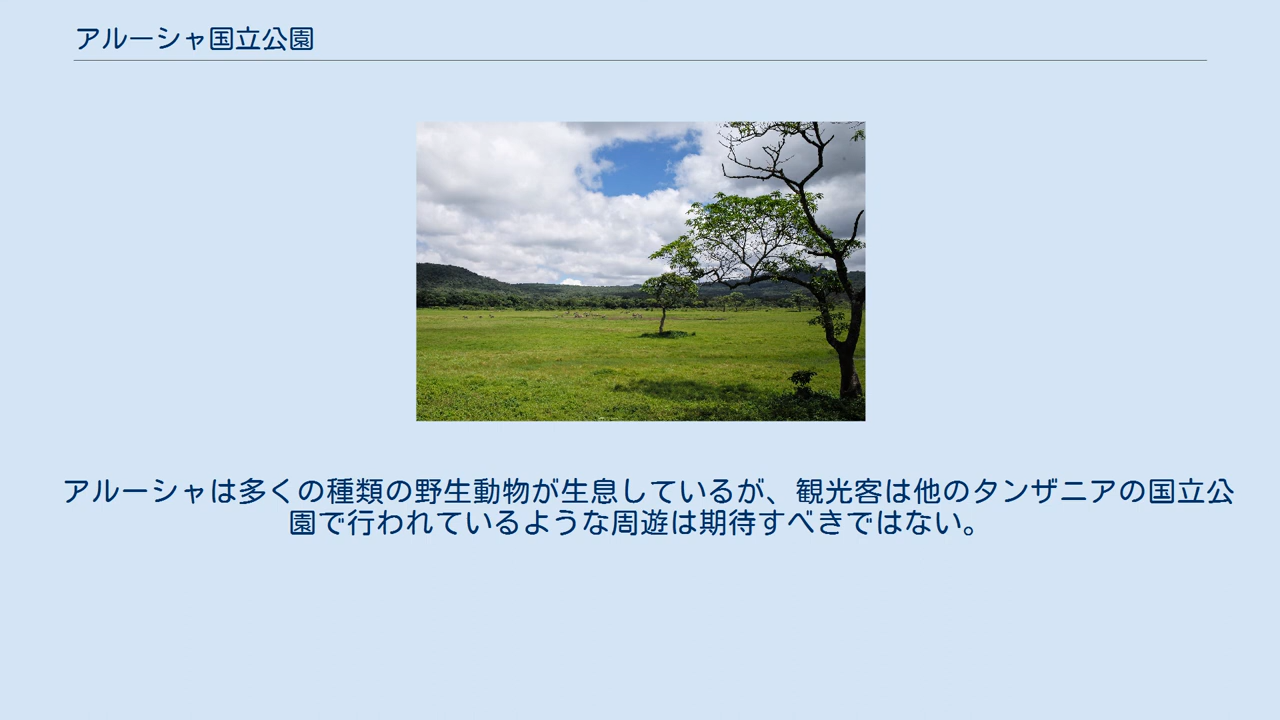 アルーシャ国立公園
アルーシャは多くの種類の野生動物が生息しているが、観光客は他のタンザニアの国立公
園で行われているような周遊は期待すべきではない。